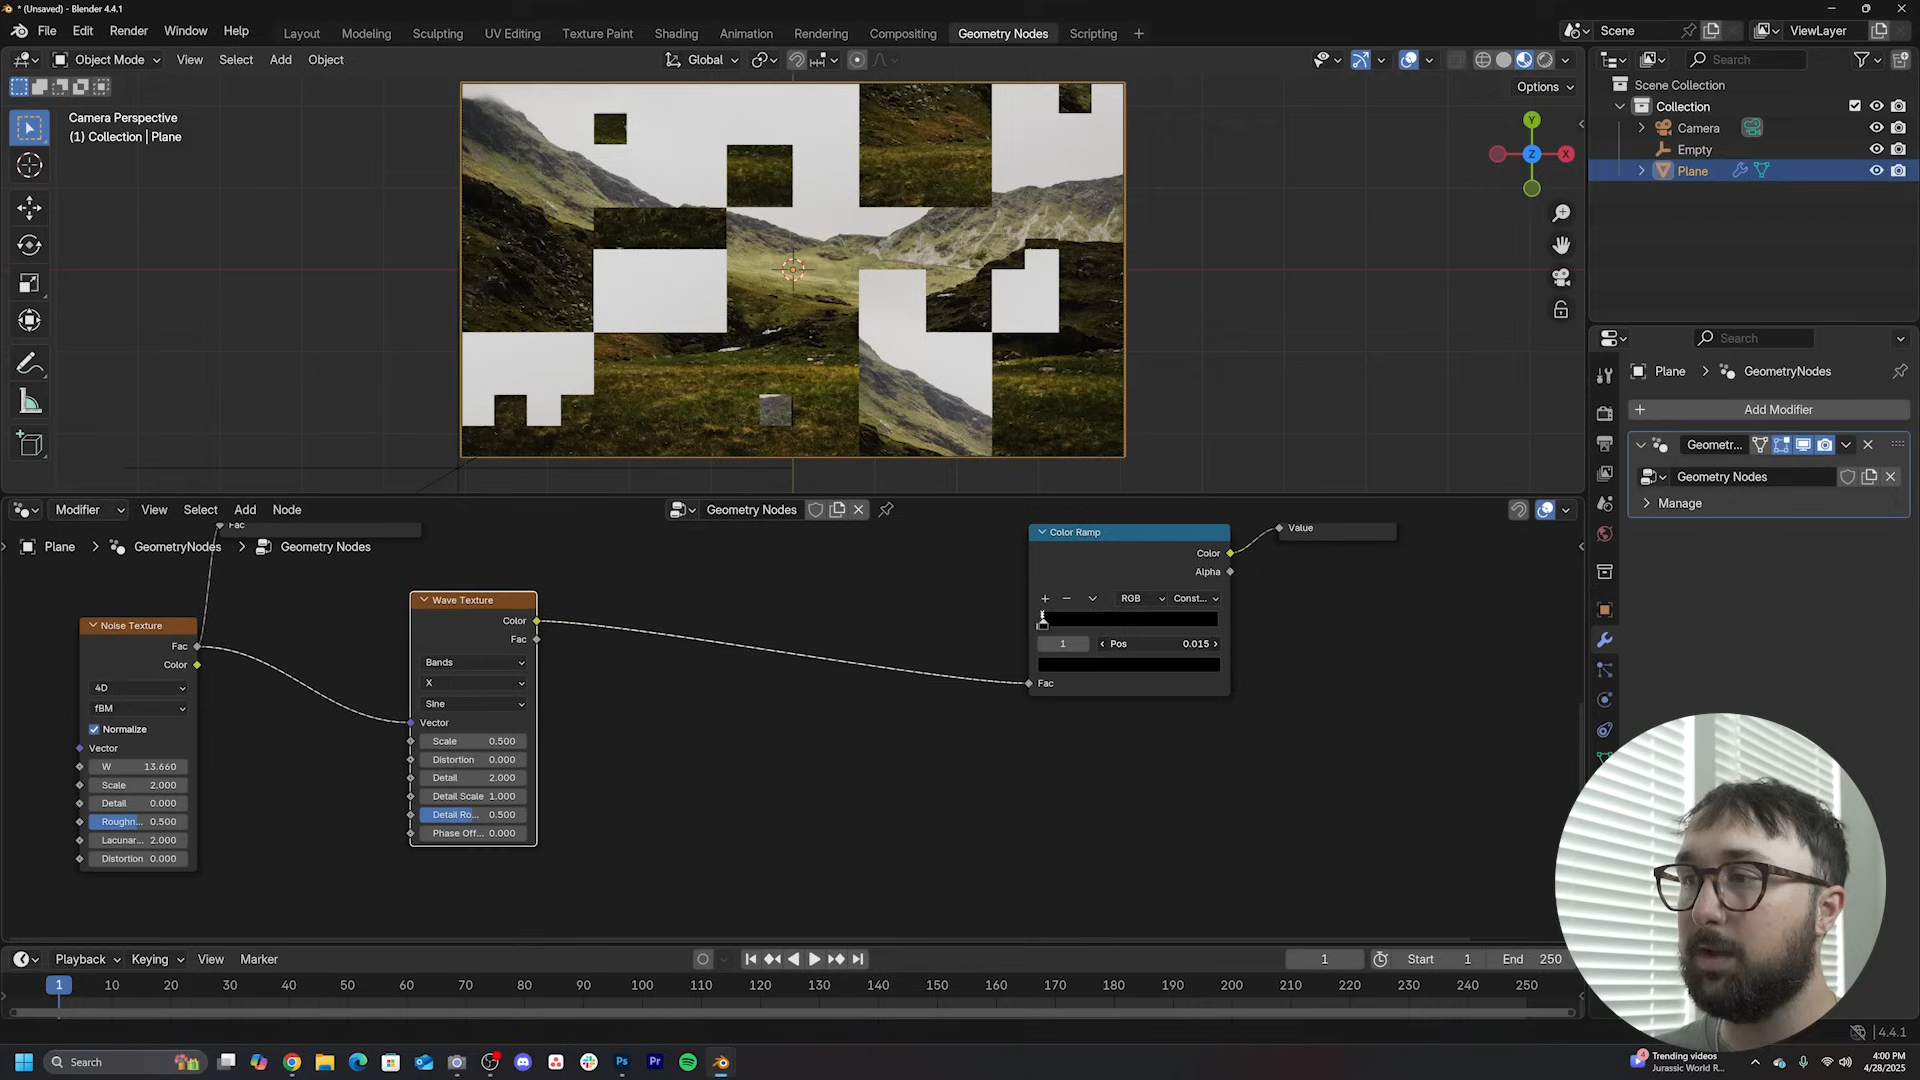 * (Unsaved) - Blender 4.4.1
File Edit Render Window Help
Layout Modeling Sculpting UV Editing Texture Paint Shading Animation Rendering Compositing Geometry Nodes Scripting +
Scene
ViewLayer
Object Mode View Select Add Object
Global
Search
Options
Camera Perspective
(1) Collection | Plane
Y
Z
X
Scene Collection
Collection
Camera
Empty
Plane
Search
Plane > GeometryNodes
Add Modifier
Geometr...
Geometry Nodes
Manage
Modifier View Select Add Node
Geometry Nodes
Fac
Plane > GeometryNodes > Geometry Nodes
Noise Texture
Fac
Color
4D
fBM
Normalize
Vector
W 13.660
Scale 2.000
Detail 0.000
Roughn... 0.500
Lacunar... 2.000
Distortion 0.000
Wave Texture
Color
Fac
Bands
X
Sine
Vector
Scale 0.500
Distortion 0.000
Detail 2.000
Detail Scale 1.000
Detail Ro... 0.500
Phase Off... 0.000
Color Ramp
Color
Alpha
RGB Const...
1 Pos 0.015
Fac
Value
Playback Keying View Marker
1 Start 1 End 250
1 10 20 30 40 50 60 70 80 90 100 110 120 130 140 150 160 170 180 190 200 210 220 230 240 250
4.4.1
Search
4
Trending videos
Jurassic World R...
4:00 PM
4/28/2025